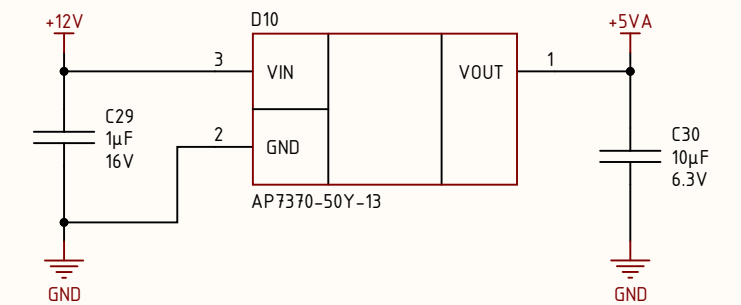 +12V
D10
+5VA
3
VIN
VOUT
1
C29
1µF
16V
2
GND
C30
10µF
6.3V
AP7370-50Y-13
GND
GND